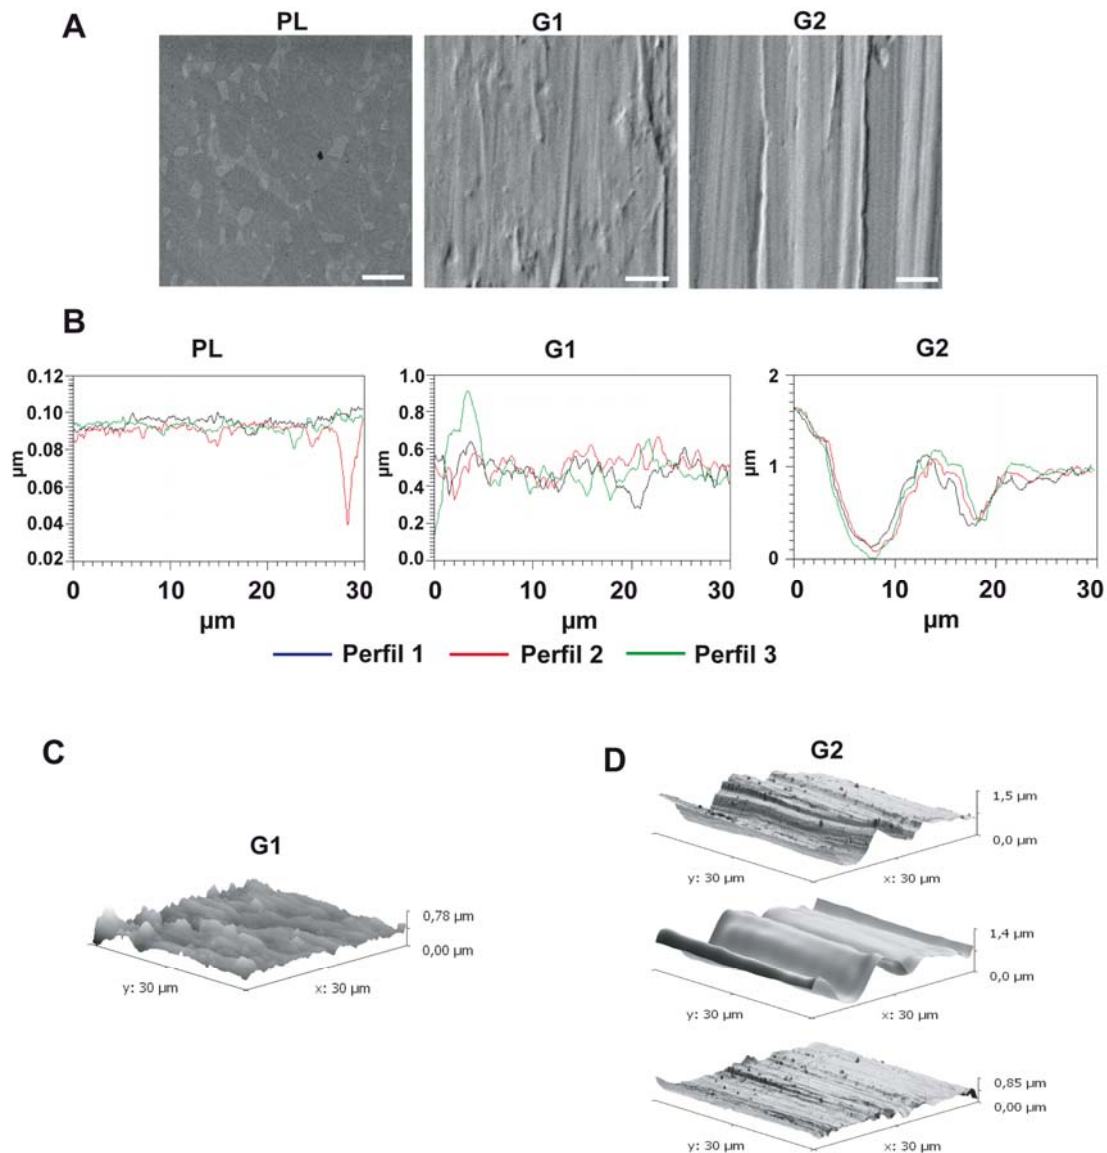 A
PL
G1
G2
B
PL
G1
G2
0.12
0.10
0.08
0.06
0.04
0.02
µm
0
10
20
30
µm
1.0
0.8
0.6
0.4
0.2
0.0
µm
0
10
20
30
µm
2
1
0
µm
0
10
20
30
µm
Perfil 1
Perfil 2
Perfil 3
C
G1
0,78 µm
0,00 µm
y: 30 µm
x: 30 µm
D
G2
1,5 µm
0,0 µm
y: 30 µm
x: 30 µm
1,4 µm
0,0 µm
y: 30 µm
x: 30 µm
0,85 µm
0,00 µm
y: 30 µm
x: 30 µm